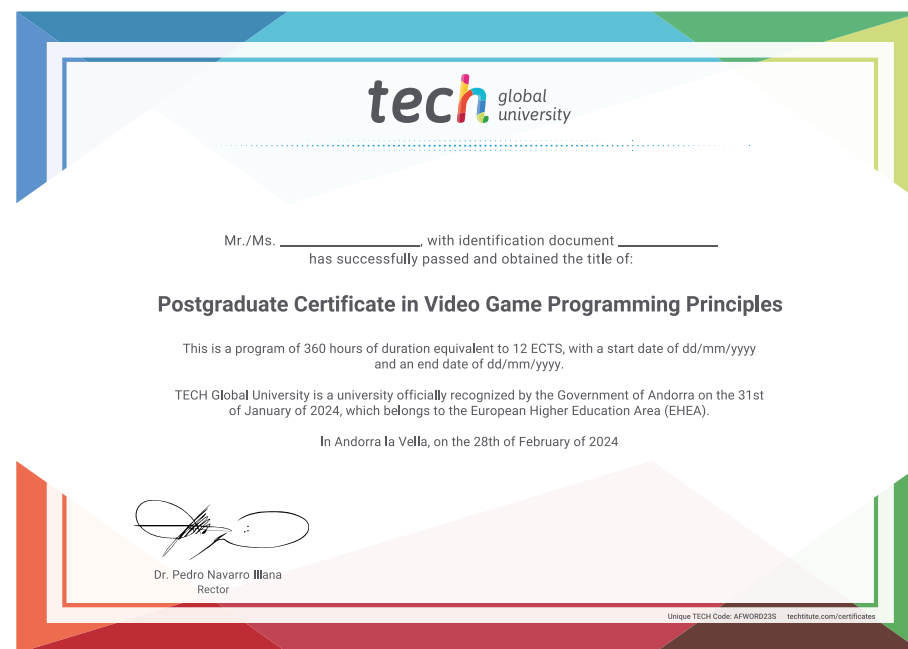 tech global university
Mr./Ms. ____________, with identification document ____________
has successfully passed and obtained the title of:
Postgraduate Certificate in Video Game Programming Principles
This is a program of 360 hours of duration equivalent to 12 ECTS, with a start date of dd/mm/yyyy
and an end date of dd/mm/yyyy.
TECH Global University is a university officially recognized by the Government of Andorra on the 31st
of January of 2024, which belongs to the European Higher Education Area (EHEA).
In Andorra la Vella, on the 28th of February of 2024
Dr. Pedro Navarro Illana
Rector
Unique TECH Code: AFWORD23S techtitute.com/certificates